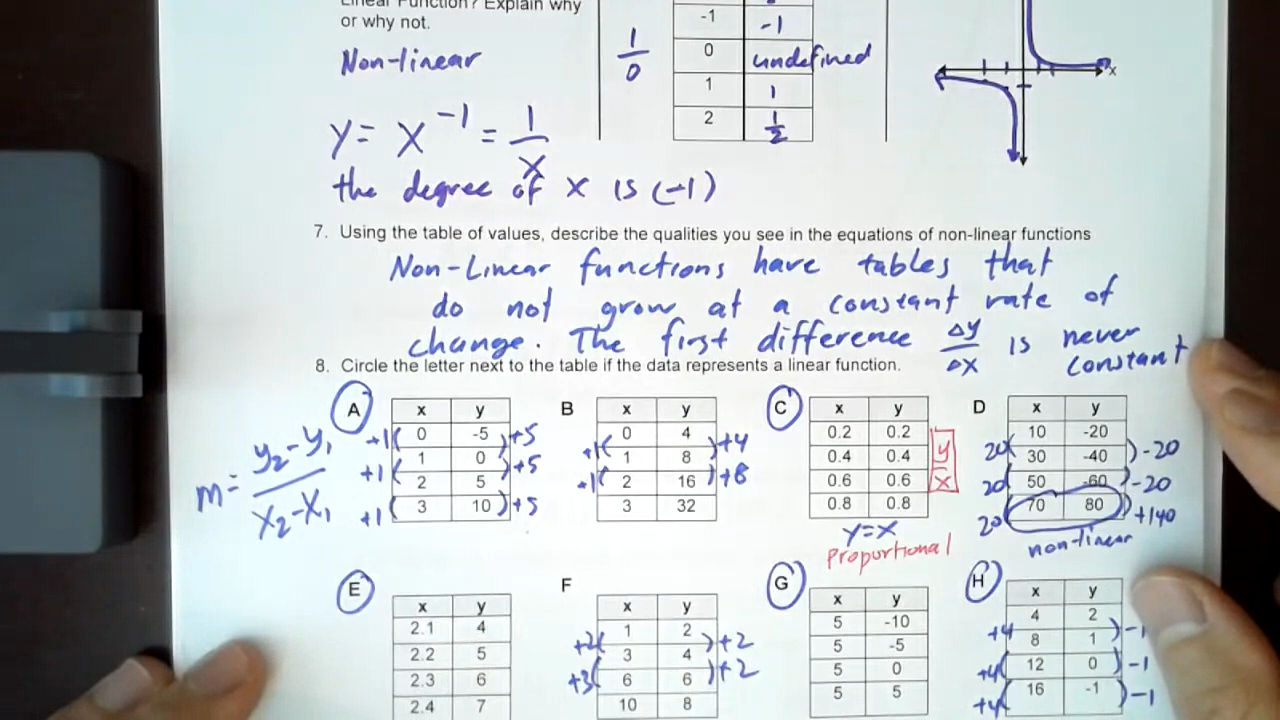 Linear Function? Explain why
or why not.
Non-linear
y = x^-1 = 1/x
the degree of x is (-1)
1/0
-1 -1
0 undefined
1 1
2 1/2
x
7. Using the table of values, describe the qualities you see in the equations of non-linear functions
Non-Linear functions have tables that
do not grow at a constant rate of
change. The first difference Δy/Δx is never
constant
8. Circle the letter next to the table if the data represents a linear function.
m = y2-y1/x2-x1
A
x y
+1 0 -5 +5
+1 1 0 +5
+1 2 5 +5
3 10
B
x y
+1 0 4 +4
+1 1 8 +8
2 16
3 32
C
x y
0.2 0.2
0.4 0.4
0.6 0.6
0.8 0.8
y/x
y=x
Proportional
D
x y
20 10 -20 -20
20 30 -40 -20
20 50 -60 +140
70 80
non-linear
E
x y
2.1 4
2.2 5
2.3 6
2.4 7
F
x y
+2 1 2 +2
+3 3 4 +2
6 6
10 8
G
x y
5 -10
5 -5
5 0
5 5
H
x y
+4 4 2 -1
+4 8 1 -1
+4 12 0 -1
16 -1